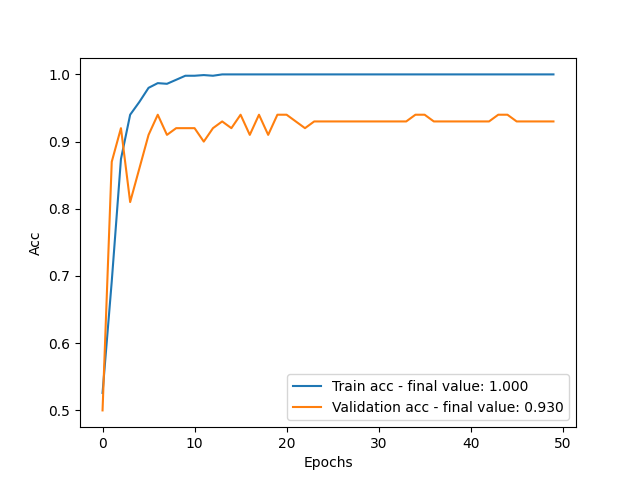 1.0
0.9
0.8
0.7
0.6
0.5
Acc
0 10 20 30 40 50
Epochs
Train acc - final value: 1.000
Validation acc - final value: 0.930